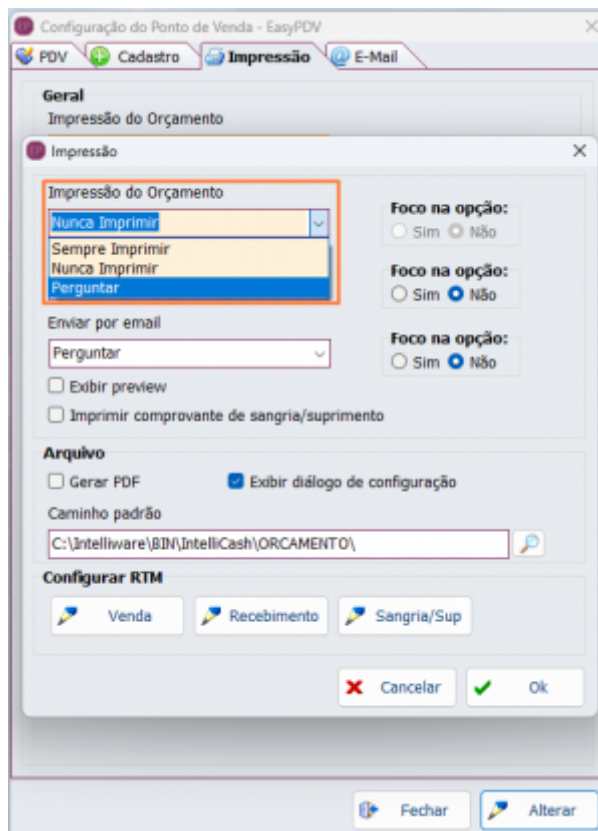 Configuração do Ponto de Venda - EasyPDV
PDV Cadastro Impressão E-Mail
Geral
Impressão do Orçamento
Impressão
Impressão do Orçamento
Nunca Imprimir
Sempre Imprimir
Nunca Imprimir
Perguntar
Foco na opção:
Sim Não
Foco na opção:
Sim Não
Enviar por email
Perguntar
Foco na opção:
Sim Não
Exibir preview
Imprimir comprovante de sangria/suprimento
Arquivo
Gerar PDF Exibir diálogo de configuração
Caminho padrão
C:\Intelliware\BIN\IntelliCash\ORCAMENTO\
Configurar RTM
Venda Recebimento Sangria/Sup
Cancelar Ok
Fechar Alterar